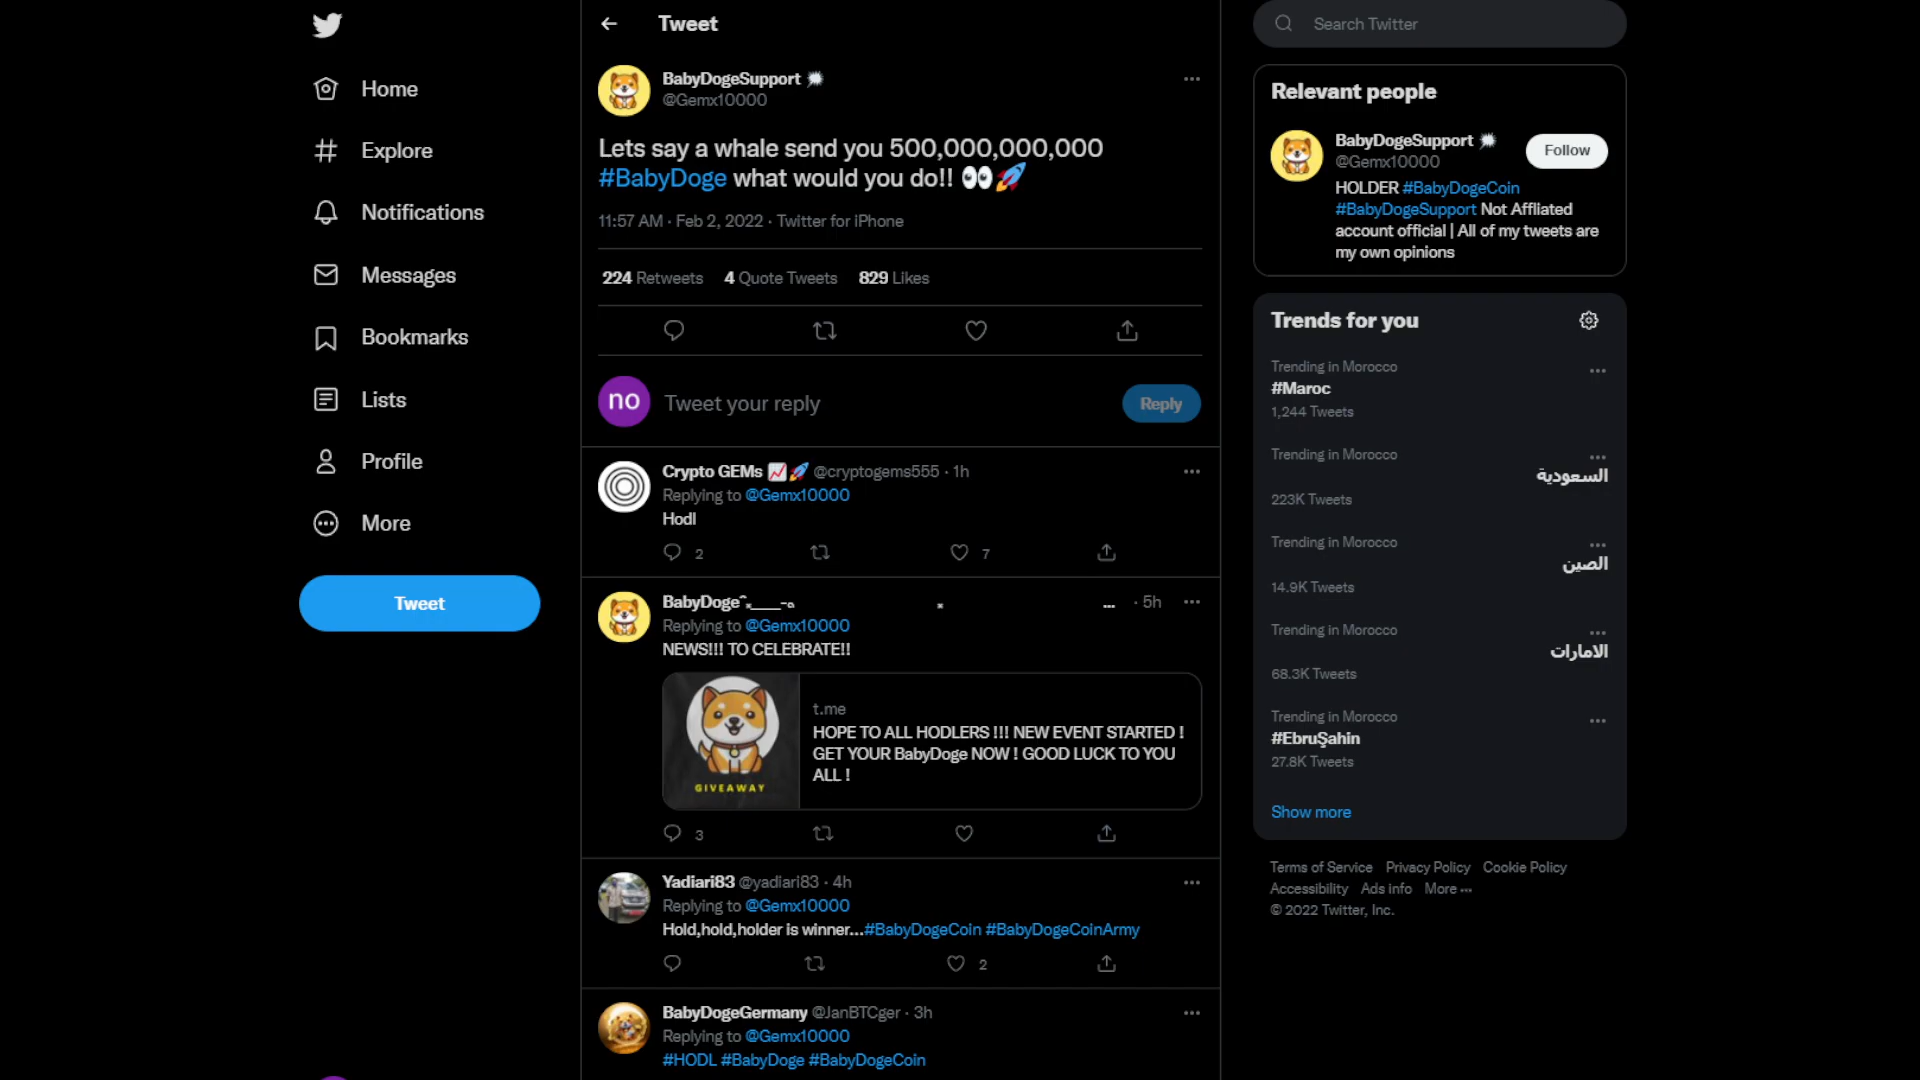 Home
Explore
Notifications
Messages
Bookmarks
Lists
Profile
More
Tweet
Tweet
BabyDogeSupport
@Gemx10000
Lets say a whale send you 500,000,000,000
#BabyDoge what would you do!! 👀🚀
11:57 AM · Feb 2, 2022 · Twitter for iPhone
224 Retweets 4 Quote Tweets 829 Likes
no
Tweet your reply
Reply
Crypto GEMs 📈🚀 @cryptogems555 · 1h
Replying to @Gemx10000
Hodl
2
7
BabyDoge
... · 5h
Replying to @Gemx10000
NEWS!!! TO CELEBRATE!!
GIVEAWAY
t.me
HOPE TO ALL HODLERS !!! NEW EVENT STARTED !
GET YOUR BabyDoge NOW ! GOOD LUCK TO YOU
ALL !
3
Yadiari83 @yadiari83 · 4h
Replying to @Gemx10000
Hold,hold,holder is winner...#BabyDogeCoin #BabyDogeCoinArmy
2
BabyDogeGermany @JanBTCger · 3h
Replying to @Gemx10000
#HODL #BabyDoge #BabyDogeCoin
Search Twitter
Relevant people
BabyDogeSupport
@Gemx10000
Follow
HOLDER #BabyDogeCoin
#BabyDogeSupport Not Affliated
account official | All of my tweets are
my own opinions
Trends for you
Trending in Morocco
#Maroc
1,244 Tweets
Trending in Morocco
السعودية
223K Tweets
Trending in Morocco
الصين
14.9K Tweets
Trending in Morocco
الامارات
68.3K Tweets
Trending in Morocco
#EbruŞahin
27.8K Tweets
Show more
Terms of Service Privacy Policy Cookie Policy
Accessibility Ads info More ...
© 2022 Twitter, Inc.